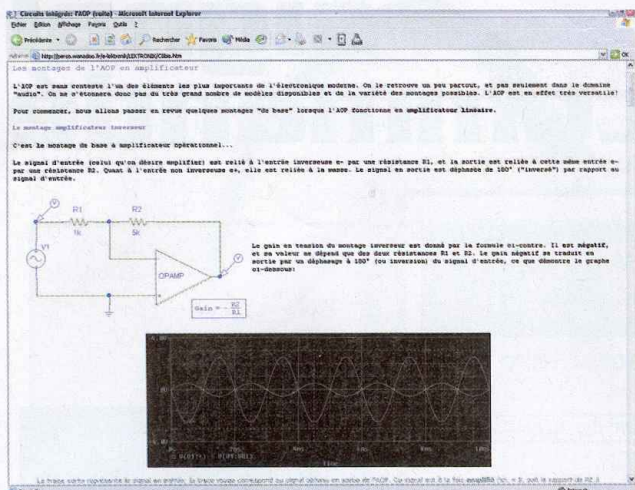 Circuits intégrés: l'AOP (suite) - Microsoft Internet Explorer
Fichier Edition Affichage Favoris Outils ?
Précédente Rechercher Favoris Média
OK
Les montages de l'AOP en amplificateur
L'AOP est sans conteste l'un des éléments les plus importants de l'électronique moderne. On le retrouve un peu partout, et pas seulement dans le domaine
"audio". On ne s'étonnera donc pas du très grand nombre de modèles disponibles et de la variété des montages possibles. L'AOP est en effet très versatile!
Pour commencer, nous allons passer en revue quelques montages "de base" lorsque l'AOP fonctionne en amplificateur linéaire.
Le montage amplificateur inverseur
C'est le montage de base à amplificateur opérationnel...
Le signal d'entrée (celui qu'on désire amplifier) est relié à l'entrée inverseuse e- par une résistance R1, et la sortie est reliée à cette même entrée e-
par une résistance R2. Quant à l'entrée non inverseuse e+, elle est reliée à la masse. Le signal en sortie est déphasée de 180° ("inversé") par rapport au
signal d'entrée.
V
R1 R2
1k 5k
V
V1
OPAMP
Gain = - R2
R1
Le gain en tension du montage inverseur est donné par la formule ci-contre. Il est négatif,
et sa valeur ne dépend que des deux résistances R1 et R2. Le gain négatif se traduit en
sortie par un déphasage à 180° (ou inversion) du signal d'entrée, ce que démontre le graphe
ci-dessous: